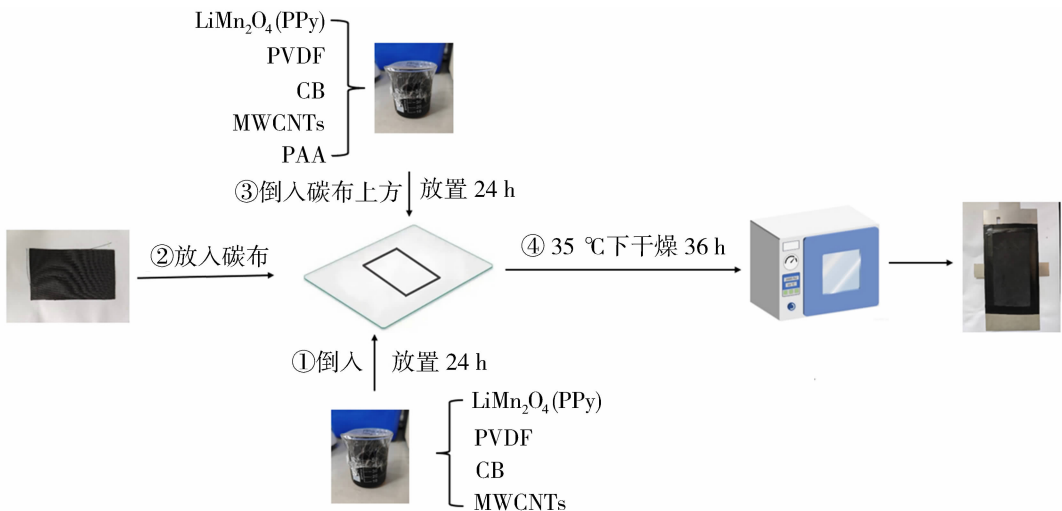 LiMn₂O₄(PPy)
PVDF
CB
MWCNTs
PAA
③倒入碳布上方 放置 24 h
②放入碳布
④ 35 ℃下干燥 36 h
①倒入 放置 24 h
LiMn₂O₄(PPy)
PVDF
CB
MWCNTs